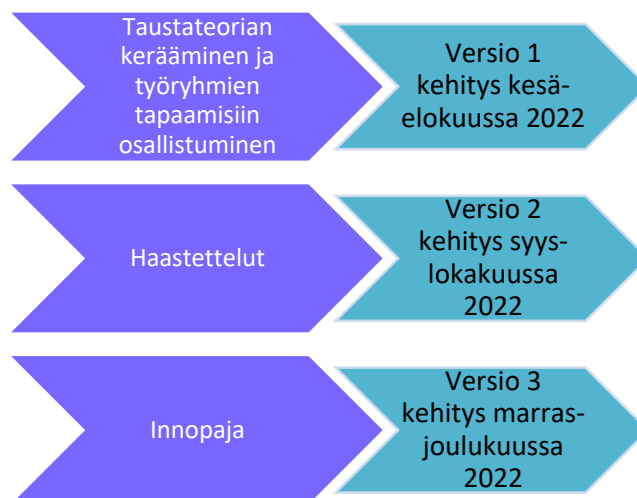 Taustateorian
kerääminen ja
työryhmien
tapaamisiin
osallistuminen
Versio 1
kehitys kesä-
elokuussa 2022
Haastettelut
Versio 2
kehitys syys-
lokakuussa
2022
Innopaja
Versio 3
kehitys marras-
joulukuussa
2022